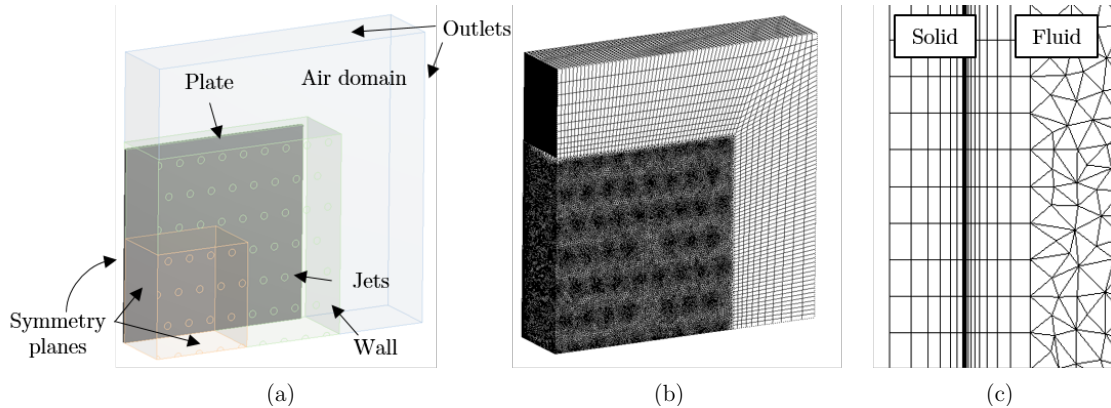 Outlets
Air domain
Plate
Jets
Symmetry
planes
Wall
(a)
(b)
Solid
Fluid
(c)